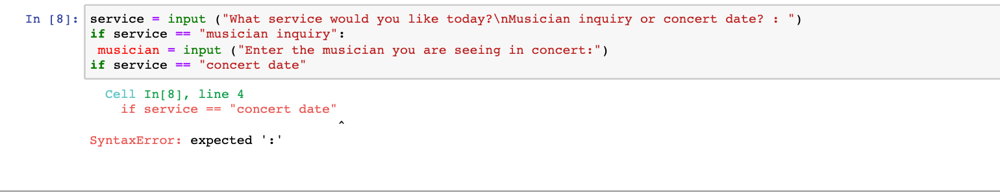 In [8]: service = input ("What service would you like today?\nMusician inquiry or concert date? : ")
if service == "musician inquiry":
 musician = input ("Enter the musician you are seeing in concert:")
if service == "concert date"
Cell In[8], line 4
if service == "concert date"
^
SyntaxError: expected ':'